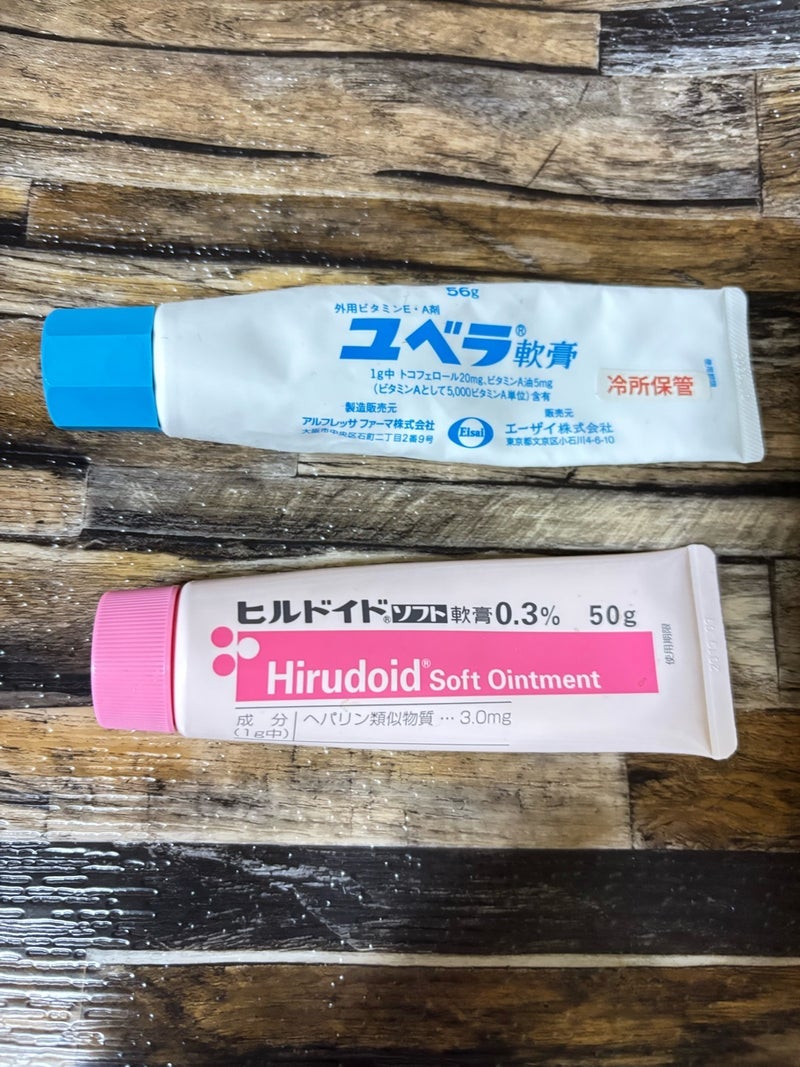 56g
外用ビタミンE・A剤
ユベラ®軟膏
1g中 トコフェロール20mg、ビタミンA油5mg
(ビタミンAとして5,000ビタミンA単位)含有
冷所保管
使用期限
製造販売元
アルフレッサ ファーマ株式会社
大阪市中央区石町二丁目2番9号
Eisai
販売元
エーザイ株式会社
東京都文京区小石川4-6-10
ヒルドイド®ソフト軟膏0.3% 50g
Hirudoid® Soft Ointment
使用期限
成分 ヘパリン類似物質…3.0mg
(1g中)